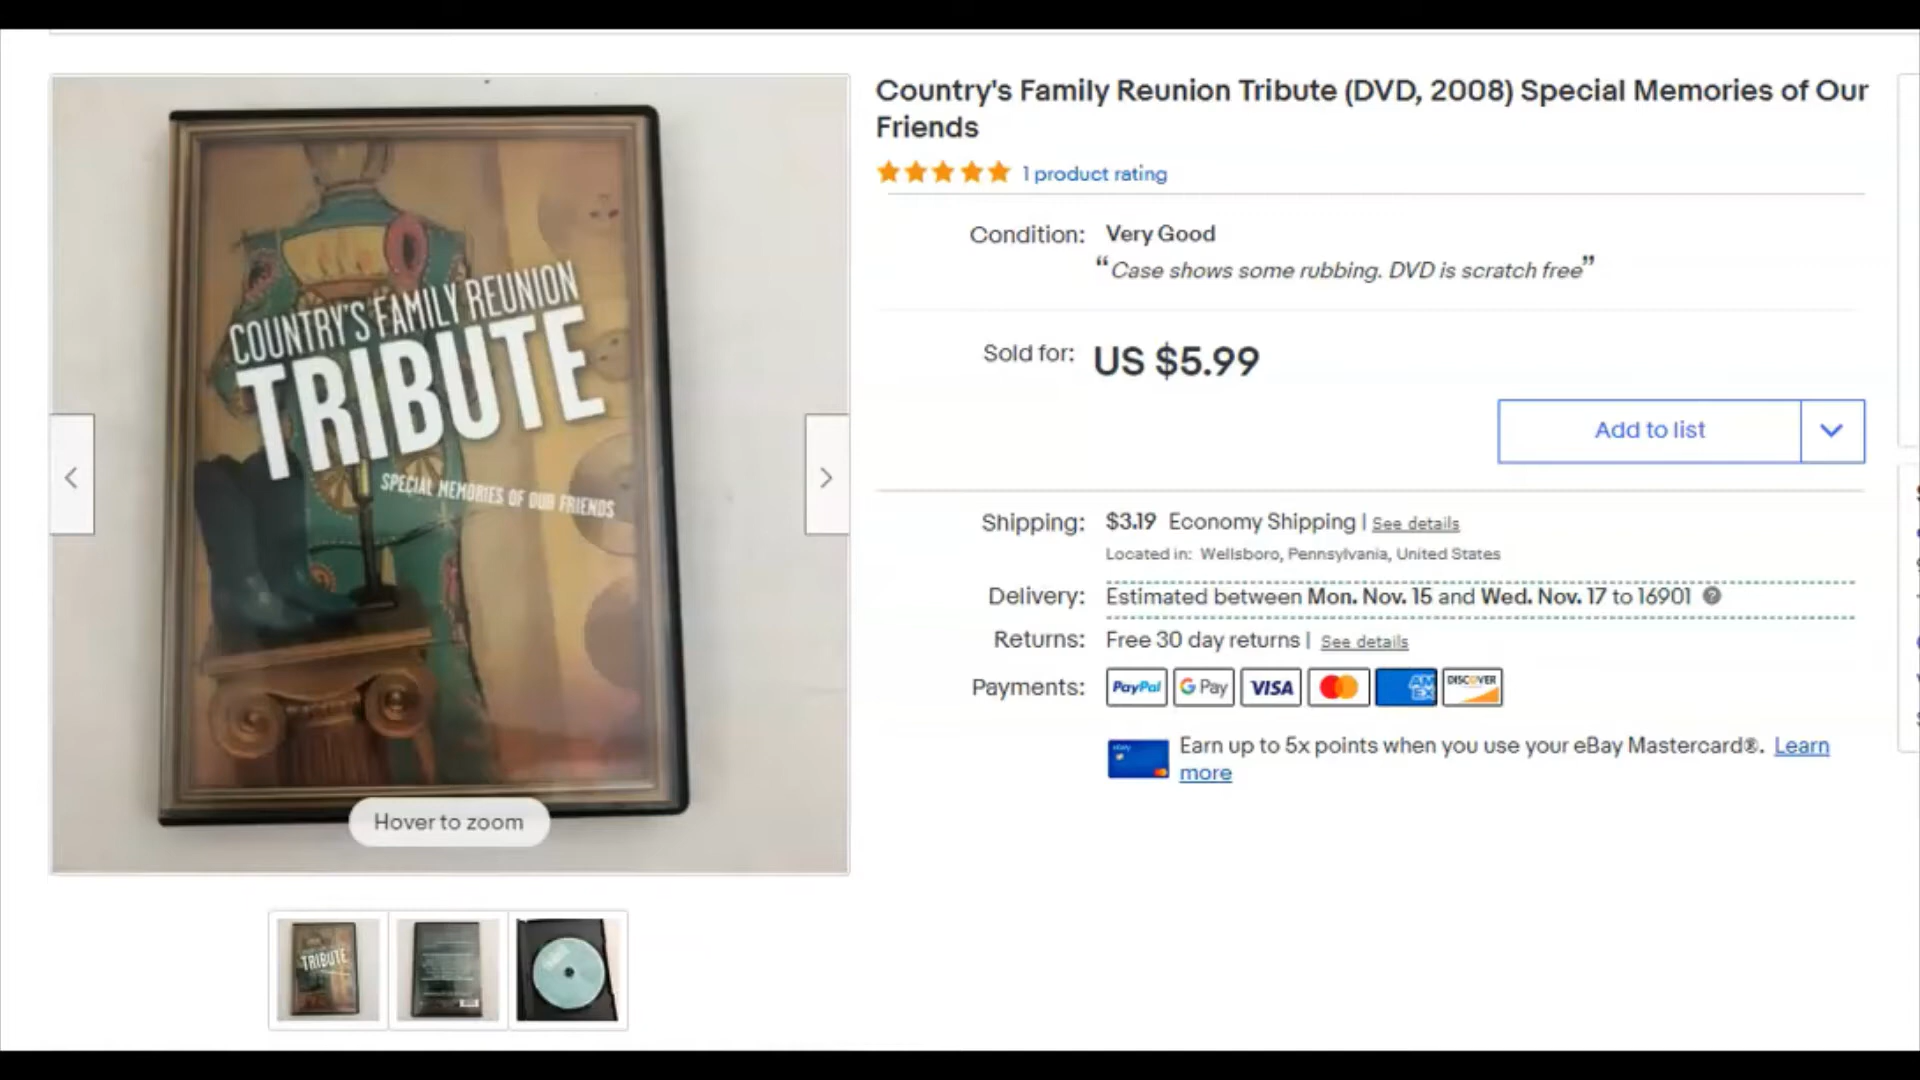 Country's Family Reunion Tribute (DVD, 2008) Special Memories of Our
Friends
1 product rating
Condition: Very Good
“Case shows some rubbing. DVD is scratch free”
Sold for: US $5.99
Add to list
Shipping: $3.19 Economy Shipping | See details
Located in: Wellsboro, Pennsylvania, United States
Delivery: Estimated between Mon. Nov. 15 and Wed. Nov. 17 to 16901
Returns: Free 30 day returns | See details
Payments: PayPal G Pay VISA AM EX DISCOVER
ebay
Earn up to 5x points when you use your eBay Mastercard®. Learn
more
COUNTRY'S FAMILY REUNION
TRIBUTE
SPECIAL MEMORIES OF OUR FRIENDS
Hover to zoom
TRIBUTE